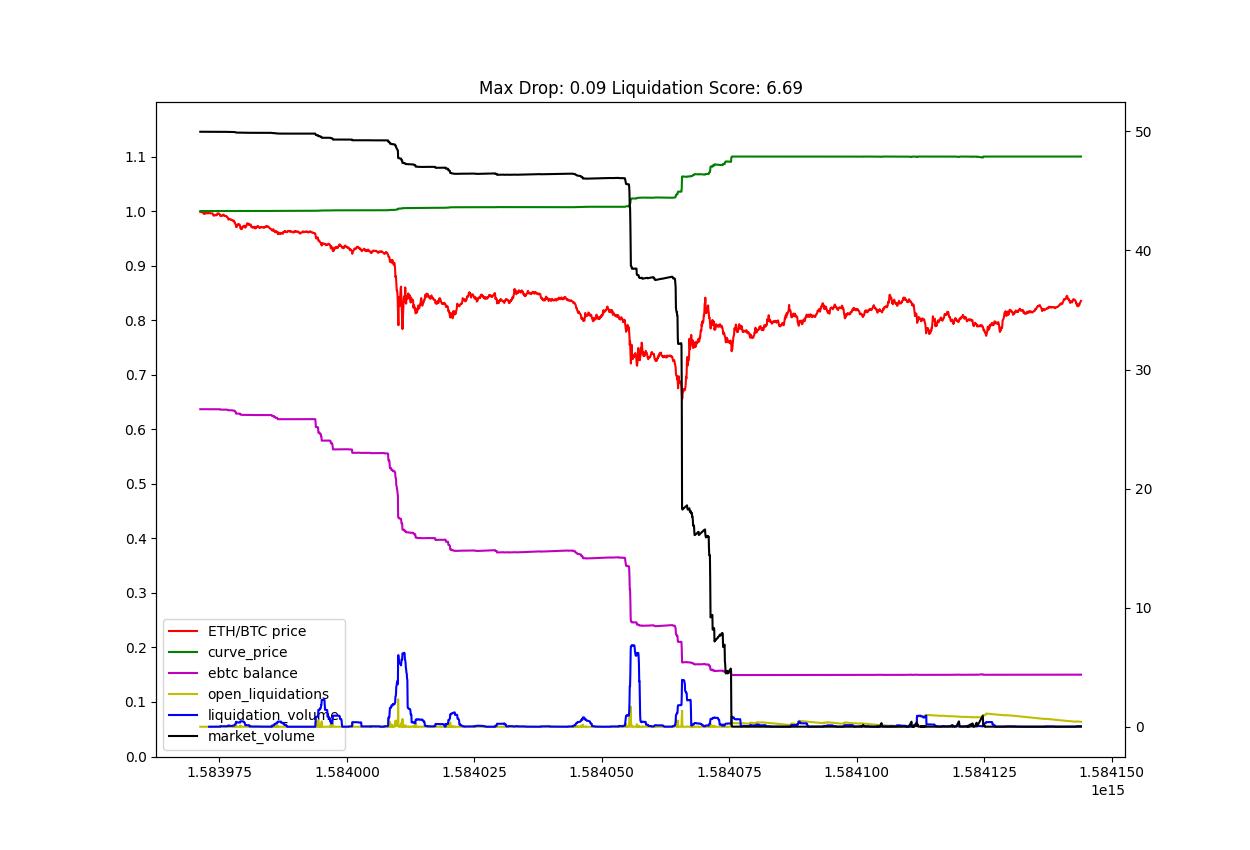 Max Drop: 0.09 Liquidation Score: 6.69
1.1
1.0
0.9
0.8
0.7
0.6
0.5
0.4
0.3
0.2
0.1
0.0
50
40
30
20
10
0
ETH/BTC price
curve_price
ebtc balance
open_liquidations
liquidation_volume
market_volume
1.583975 1.584000 1.584025 1.584050 1.584075 1.584100 1.584125 1.584150
1e15